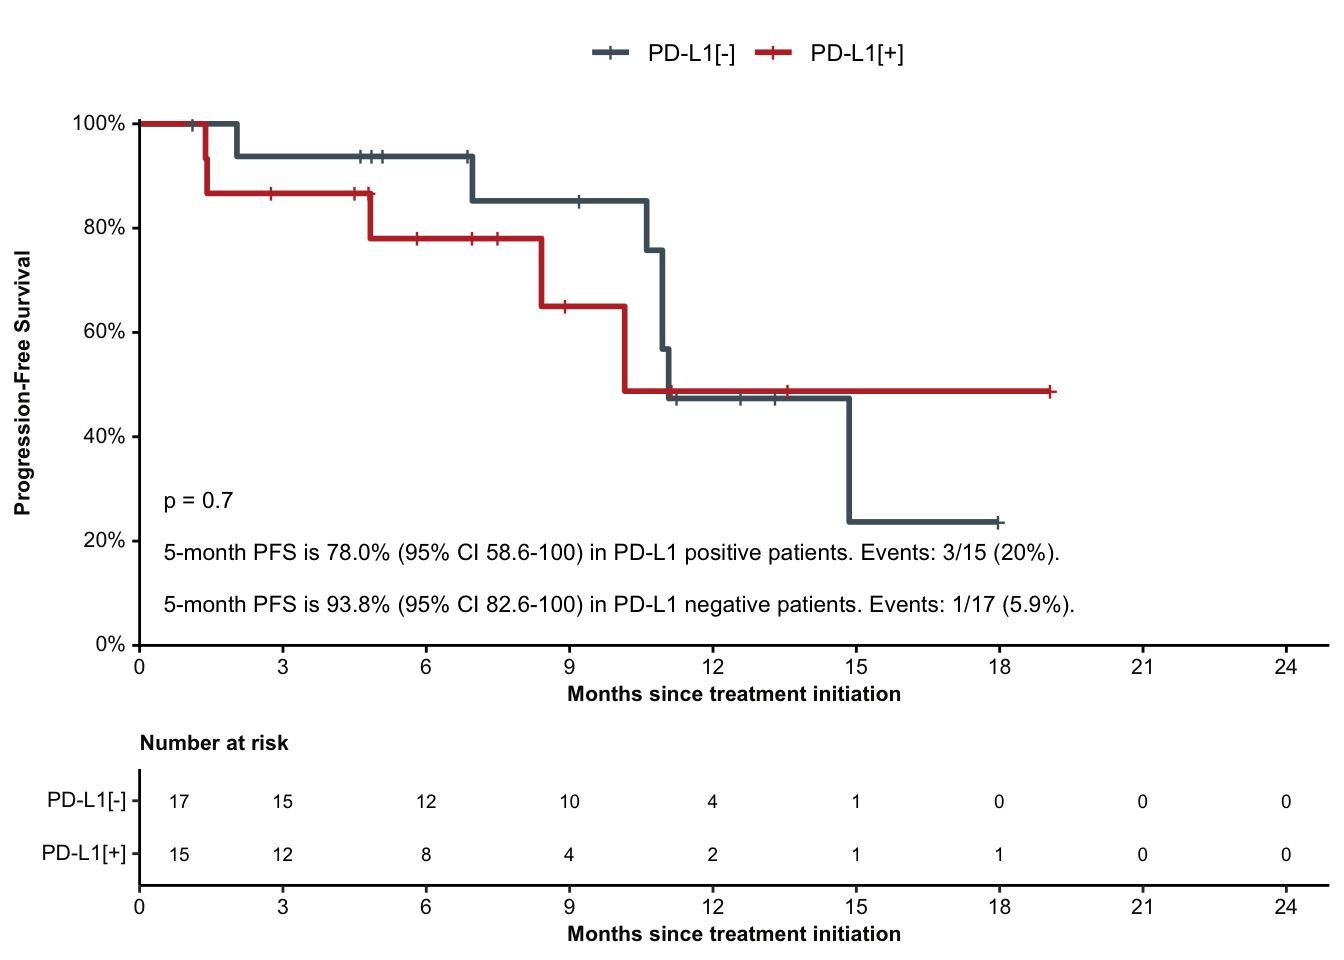 PD-L1[-] PD-L1[+]
100%
80%
60%
40%
20%
0%
Progression-Free Survival
p = 0.7
5-month PFS is 78.0% (95% CI 58.6-100) in PD-L1 positive patients. Events: 3/15 (20%).
5-month PFS is 93.8% (95% CI 82.6-100) in PD-L1 negative patients. Events: 1/17 (5.9%).
0 3 6 9 12 15 18 21 24
Months since treatment initiation
Number at risk
PD-L1[-] 17 15 12 10 4 1 0 0 0
PD-L1[+] 15 12 8 4 2 1 1 0 0
0 3 6 9 12 15 18 21 24
Months since treatment initiation